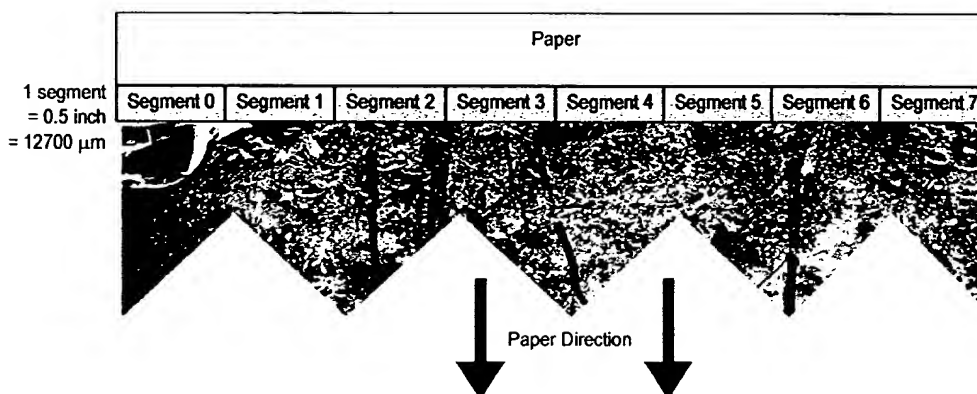 Paper
1 segment
= 0.5 inch
= 12700 µm
Segment 0 Segment 1 Segment 2 Segment 3 Segment 4 Segment 5 Segment 6 Segment 7
Paper Direction